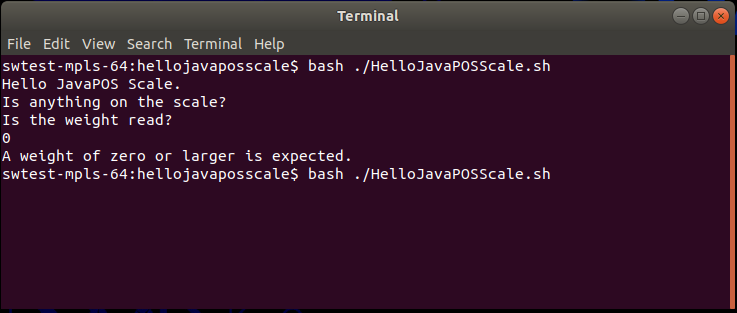 Terminal
File Edit View Search Terminal Help
swtest-mpls-64:hellojavaposscale$ bash ./HelloJavaPOSScale.sh
Hello JavaPOS Scale.
Is anything on the scale?
Is the weight read?
0
A weight of zero or larger is expected.
swtest-mpls-64:hellojavaposscale$ bash ./HelloJavaPOSScale.sh